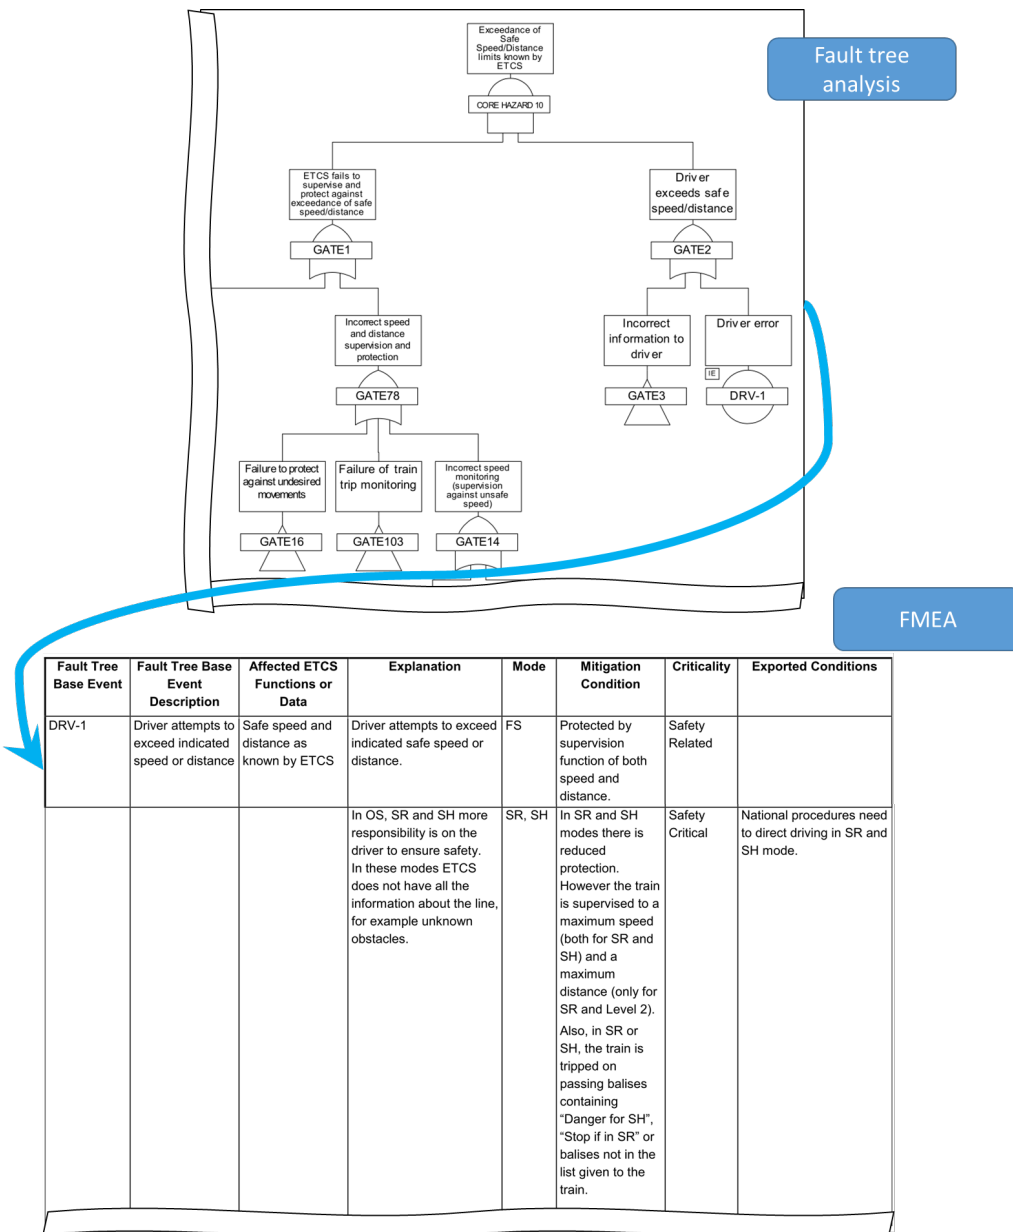 Exceedance of
Safe
Speed/Distance
limits known by
ETCS
CORE HAZARD 10
Fault tree
analysis
ETCS fails to
supervise and
protect against
exceedance of safe
speed/distance
GATE1
Driver
exceeds safe
speed/distance
GATE2
Incorrect speed
and distance
supervision and
protection
GATE78
Incorrect
information to
driver
GATE3
Driver error
IE
DRV-1
Failure to protect
against undesired
movements
GATE16
Failure of train
trip monitoring
GATE103
Incorrect speed
monitoring
(supervision
against unsafe
speed)
GATE14
FMEA
Fault Tree
Base Event
Fault Tree Base
Event
Description
Affected ETCS
Functions or
Data
Explanation
Mode
Mitigation
Condition
Criticality
Exported Conditions
DRV-1
Driver attempts to
exceed indicated
speed or distance
Safe speed and
distance as
known by ETCS
Driver attempts to exceed
indicated safe speed or
distance.
FS
Protected by
supervision
function of both
speed and
distance.
Safety
Related
In OS, SR and SH more
responsibility is on the
driver to ensure safety.
In these modes ETCS
does not have all the
information about the line,
for example unknown
obstacles.
SR, SH
In SR and SH
modes there is
reduced
protection.
However the train
is supervised to a
maximum speed
(both for SR and
SH) and a
maximum
distance (only for
SR and Level 2).
Also, in SR or
SH, the train is
tripped on
passing balises
containing
“Danger for SH”,
“Stop if in SR” or
balises not in the
list given to the
train.
Safety
Critical
National procedures need
to direct driving in SR and
SH mode.